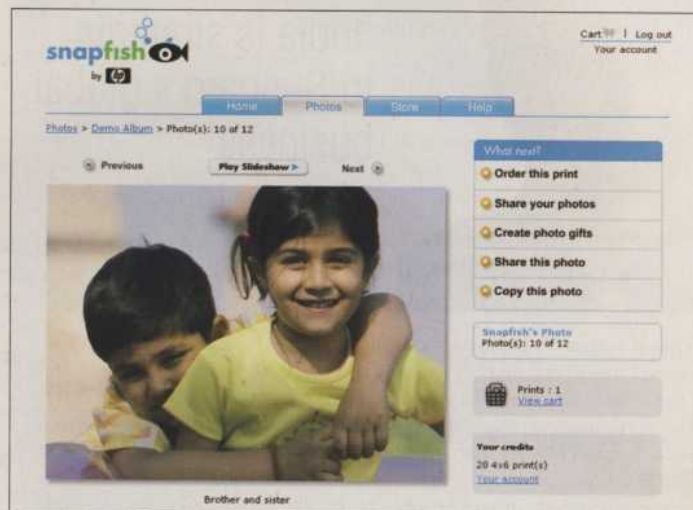 snapfish
by hp
Cart | Log out
Your account
Home Photos Store Help
Photos > Demo Album > Photo(s): 10 of 12
Previous Play Slideshow > Next
What next?
Order this print
Share your photos
Create photo gifts
Share this photo
Copy this photo
Snapfish's Photo
Photo(s): 10 of 12
Prints : 1
View cart
Your credits
20 4x6 print(s)
Your account
Brother and sister